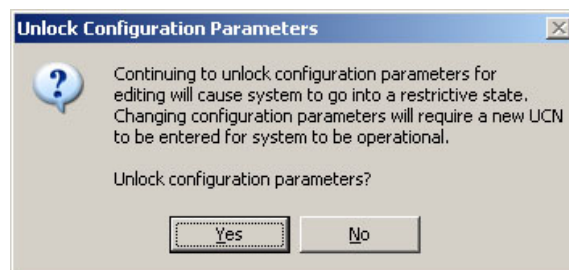 Unlock Configuration Parameters
Continuing to unlock configuration parameters for
editing will cause system to go into a restrictive state.
Changing configuration parameters will require a new UCN
to be entered for system to be operational.
Unlock configuration parameters?
Yes No